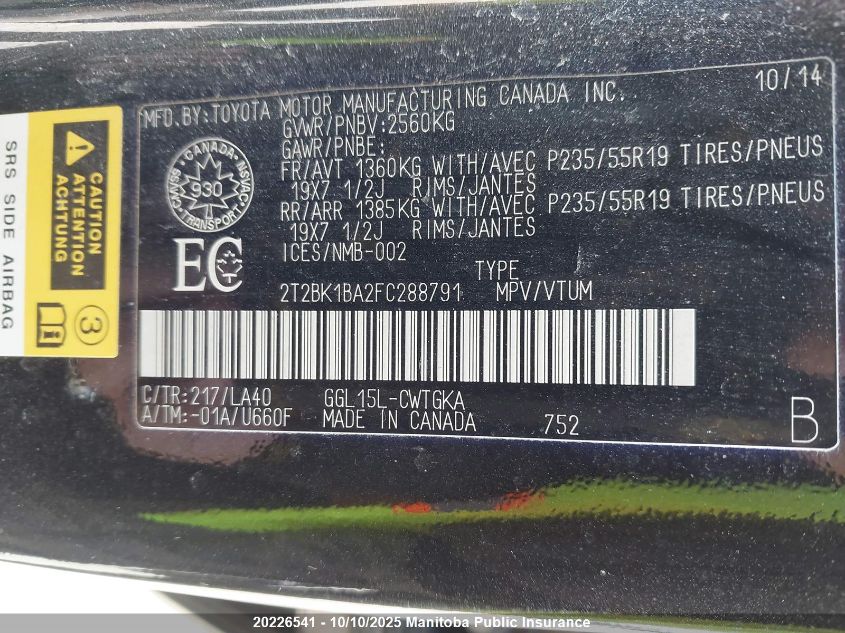 10/14
MFD.BY:TOYOTA MOTOR MANUFACTURING CANADA INC.
GVWR/PNBV:2560KG
GAWR/PNBE:
FR/AVT 1360KG WITH/AVEC P235/55R19 TIRES/PNEUS
19X7 1/2J RIMS/JANTES
RR/ARR 1385KG WITH/AVEC P235/55R19 TIRES/PNEUS
19X7 1/2J RIMS/JANTES
ICES/NMB-002
TYPE
2T2BK1BA2FC288791 MPV/VTUM
CANADA
CMVSS 930 NSVAC
TRANSPORT
EC
C/TR:217/LA40 GGL15L-CWTGKA
A/TM:-01A/U660F MADE IN CANADA 752 B
SRS SIDE AIRBAG
CAUTION
ATTENTION
3
20226541 - 10/10/2025 Manitoba Public Insurance